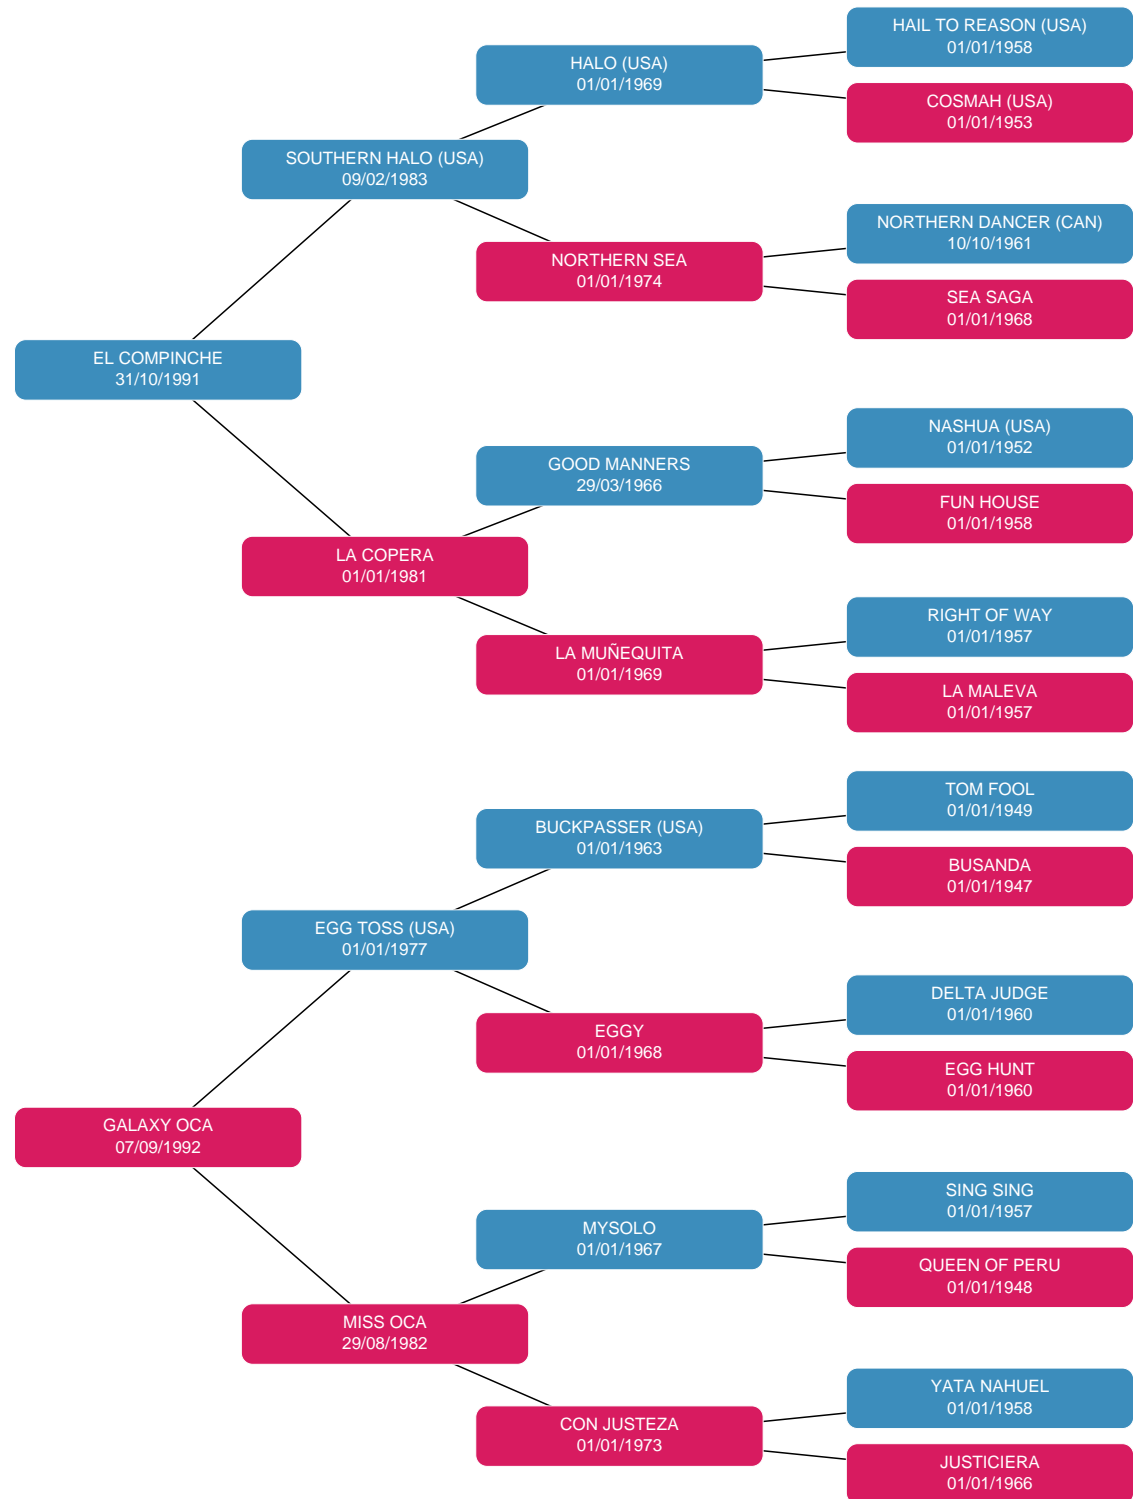 HAIL TO REASON (USA)
01/01/1958
HALO (USA)
01/01/1969
COSMAH (USA)
01/01/1953
SOUTHERN HALO (USA)
09/02/1983
NORTHERN DANCER (CAN)
10/10/1961
NORTHERN SEA
01/01/1974
SEA SAGA
01/01/1968
EL COMPINCHE
31/10/1991
NASHUA (USA)
01/01/1952
GOOD MANNERS
29/03/1966
FUN HOUSE
01/01/1958
LA COPERA
01/01/1981
RIGHT OF WAY
01/01/1957
LA MUÑEQUITA
01/01/1969
LA MALEVA
01/01/1957
TOM FOOL
01/01/1949
BUCKPASSER (USA)
01/01/1963
BUSANDA
01/01/1947
EGG TOSS (USA)
01/01/1977
DELTA JUDGE
01/01/1960
EGGY
01/01/1968
EGG HUNT
01/01/1960
GALAXY OCA
07/09/1992
SING SING
01/01/1957
MYSOLO
01/01/1967
QUEEN OF PERU
01/01/1948
MISS OCA
29/08/1982
YATA NAHUEL
01/01/1958
CON JUSTEZA
01/01/1973
JUSTICIERA
01/01/1966